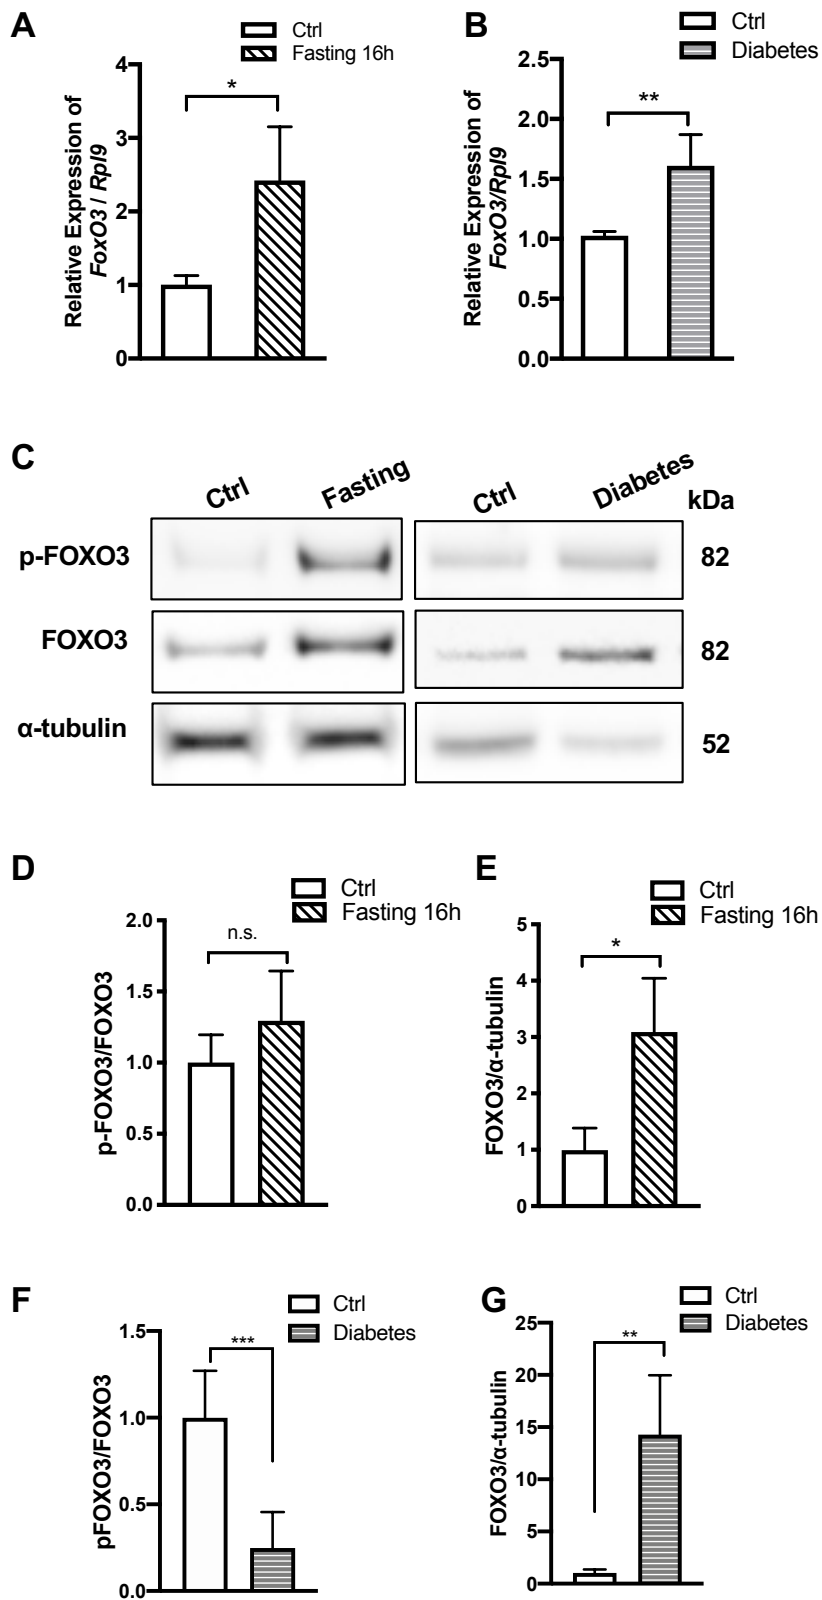 A
Ctrl
Fasting 16h
Relative Expression of
FoxO3 / Rpl9
4
3
2
1
0
*
B
Ctrl
Diabetes
Relative Expression of
FoxO3/Rpl9
2.5
2.0
1.5
1.0
0.5
0.0
**
C
Ctrl
Fasting
Ctrl
Diabetes
kDa
p-FOXO3
82
FOXO3
82
α-tubulin
52
D
Ctrl
Fasting 16h
p-FOXO3/FOXO3
2.0
1.5
1.0
0.5
0.0
n.s.
E
Ctrl
Fasting 16h
FOXO3/α-tubulin
5
4
3
2
1
0
*
F
Ctrl
Diabetes
pFOXO3/FOXO3
1.5
1.0
0.5
0.0
***
G
Ctrl
Diabetes
FOXO3/α-tubulin
25
20
15
10
5
0
**